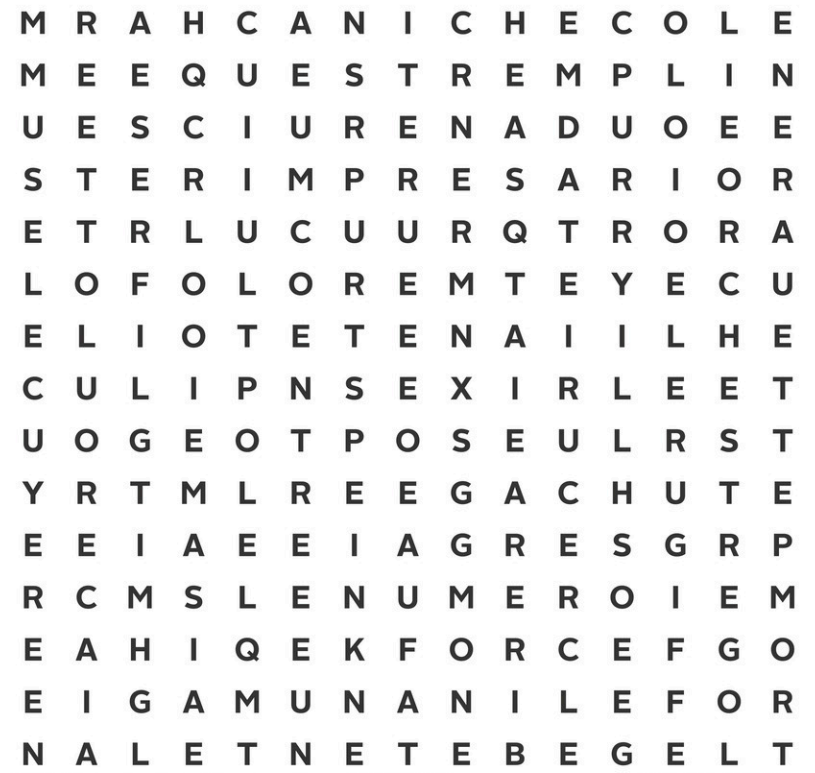 M R A H C A N I C H E C O L E
M E E Q U E S T R E M P L I N
U E S C I U R E N A D U O E E
S T E R I M P R E S A R I O R
E T R L U C U U R Q T R O R A
L O F O L O R E M T E Y E C U
E L I O T E T E N A I I L H E
C U L I P N S E X I R L E E T
U O G E O T P O S E U L R S T
Y R T M L R E E G A C H U T E
E E I A E E I A G R E S G R P
R C M S L E N U M E R O I E M
E A H I Q E K F O R C E F G O
E I G A M U N A N I L E F O R
N A L E T N E T E B E G E L T